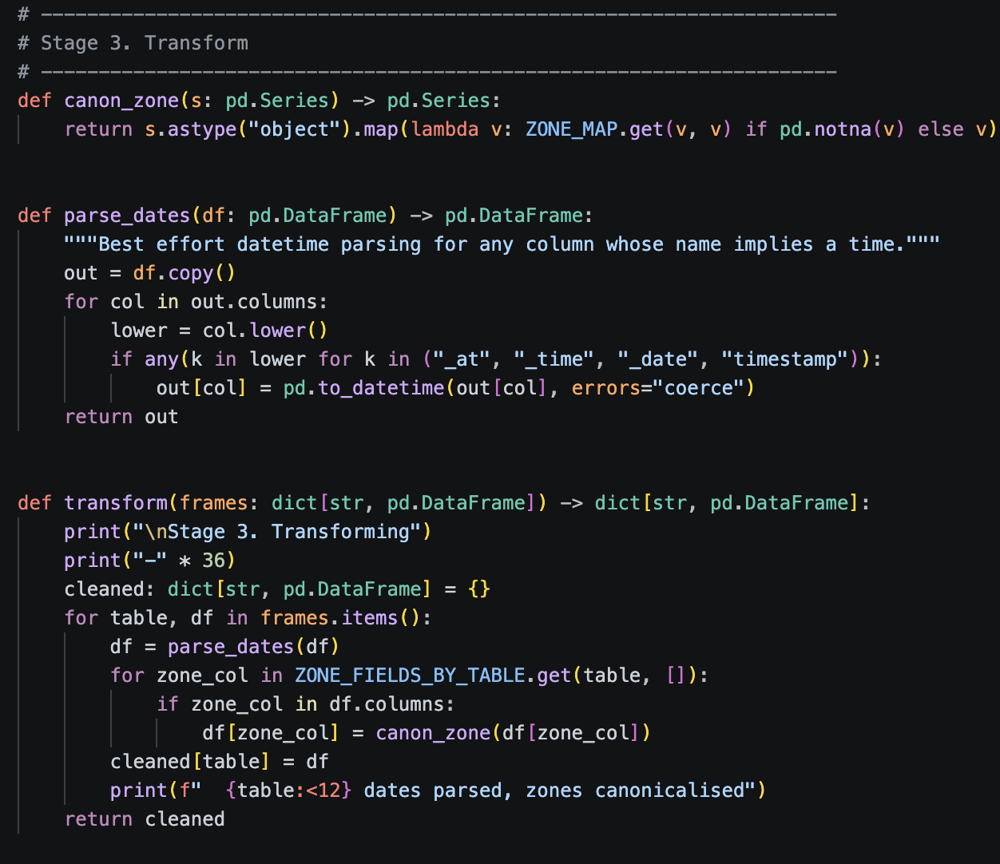 # ---------------------------------------------------------------------
# Stage 3. Transform
# ---------------------------------------------------------------------
def canon_zone(s: pd.Series) -> pd.Series:
    return s.astype("object").map(lambda v: ZONE_MAP.get(v, v) if pd.notna(v) else v)
def parse_dates(df: pd.DataFrame) -> pd.DataFrame:
    """Best effort datetime parsing for any column whose name implies a time."""
    out = df.copy()
    for col in out.columns:
        lower = col.lower()
        if any(k in lower for k in ("_at", "_time", "_date", "timestamp")):
            out[col] = pd.to_datetime(out[col], errors="coerce")
    return out
def transform(frames: dict[str, pd.DataFrame]) -> dict[str, pd.DataFrame]:
    print("\nStage 3. Transforming")
    print("-" * 36)
    cleaned: dict[str, pd.DataFrame] = {}
    for table, df in frames.items():
        df = parse_dates(df)
        for zone_col in ZONE_FIELDS_BY_TABLE.get(table, []):
            if zone_col in df.columns:
                df[zone_col] = canon_zone(df[zone_col])
        cleaned[table] = df
        print(f"  {table:<12} dates parsed, zones canonicalised")
    return cleaned